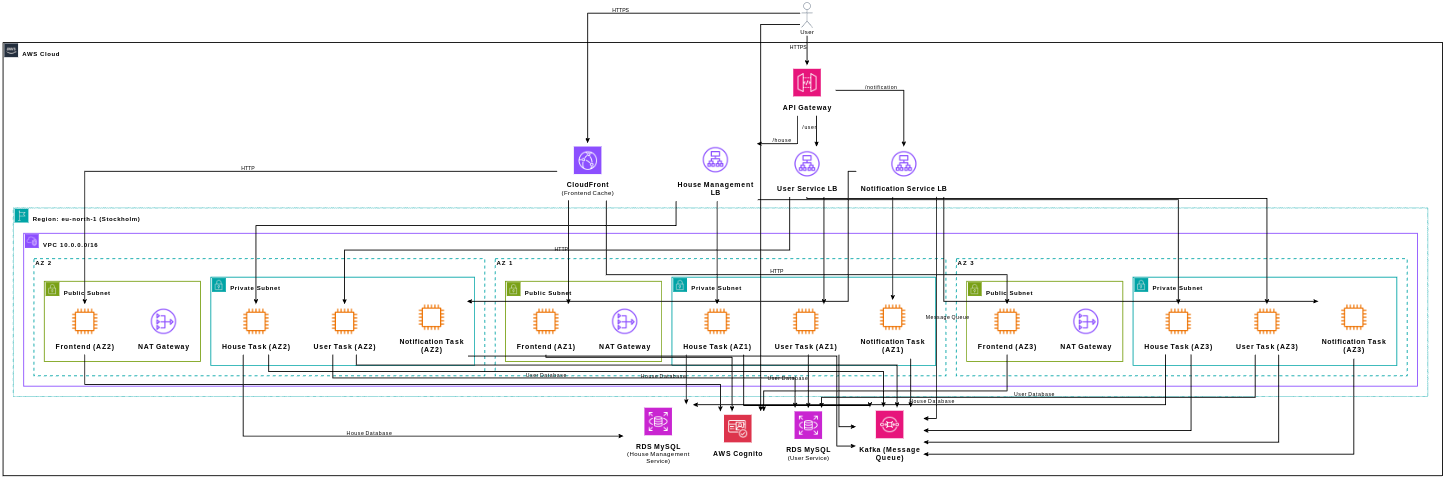 HTTPS
User
HTTPS
aws
AWS Cloud
API Gateway
/notification
/user
/house
HTTP
CloudFront
(Frontend Cache)
House Management
LB
User Service LB
Notification Service LB
Region: eu-north-1 (Stockholm)
VPC 10.0.0.0/16
HTTP
AZ 2
AZ 1
AZ 3
HTTP
Public Subnet
Private Subnet
Public Subnet
Private Subnet
Public Subnet
Private Subnet
Message Queue
Frontend (AZ2)
NAT Gateway
House Task (AZ2)
User Task (AZ2)
Notification Task
(AZ2)
Frontend (AZ1)
NAT Gateway
House Task (AZ1)
User Task (AZ1)
Notification Task
(AZ1)
Frontend (AZ3)
NAT Gateway
House Task (AZ3)
User Task (AZ3)
Notification Task
(AZ3)
User Database
House Database
User Database
User Database
House Database
House Database
RDS MySQL
(House Management
Service)
AWS Cognito
RDS MySQL
(User Service)
Kafka (Message
Queue)